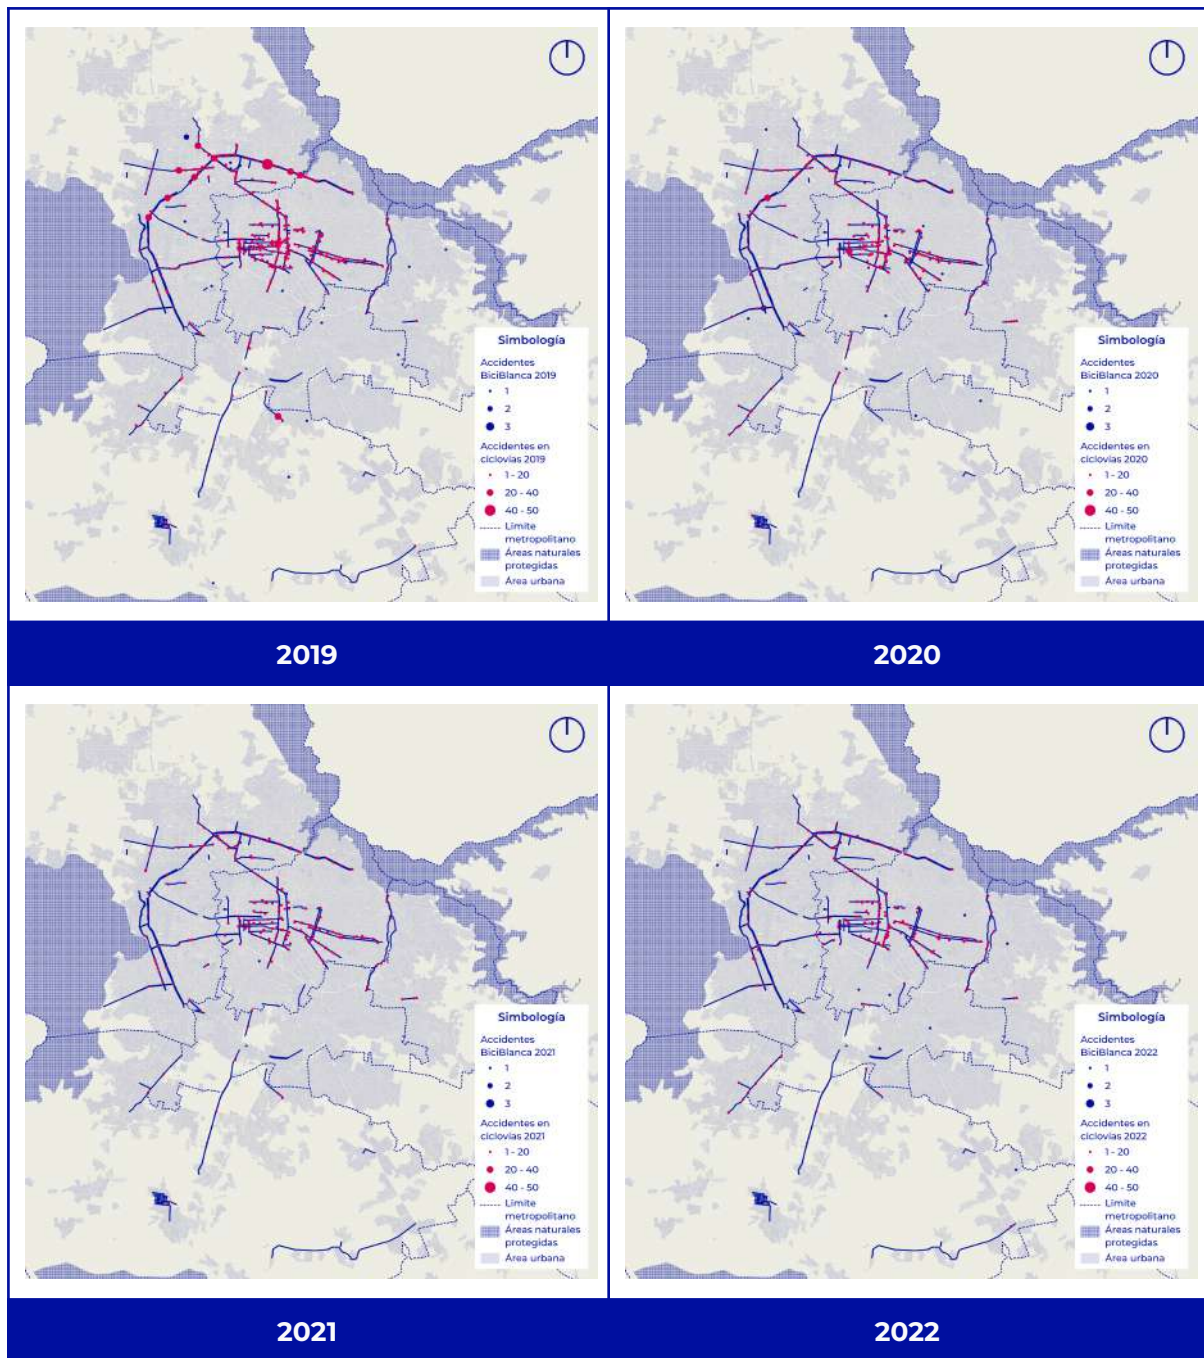 Simbología
Accidentes
BiciBlanca 2019
1
2
3
Accidentes en
ciclovías 2019
1 - 20
20 - 40
40 - 50
Límite
metropolitano
Áreas naturales
protegidas
Área urbana
Simbología
Accidentes
BiciBlanca 2020
1
2
3
Accidentes en
ciclovías 2020
1 - 20
20 - 40
40 - 50
Límite
metropolitano
Áreas naturales
protegidas
Área urbana
2019
2020
Simbología
Accidentes
BiciBlanca 2021
1
2
3
Accidentes en
ciclovías 2021
1 - 20
20 - 40
40 - 50
Límite
metropolitano
Áreas naturales
protegidas
Área urbana
Simbología
Accidentes
BiciBlanca 2022
1
2
3
Accidentes en
ciclovías 2022
1 - 20
20 - 40
40 - 50
Límite
metropolitano
Áreas naturales
protegidas
Área urbana
2021
2022